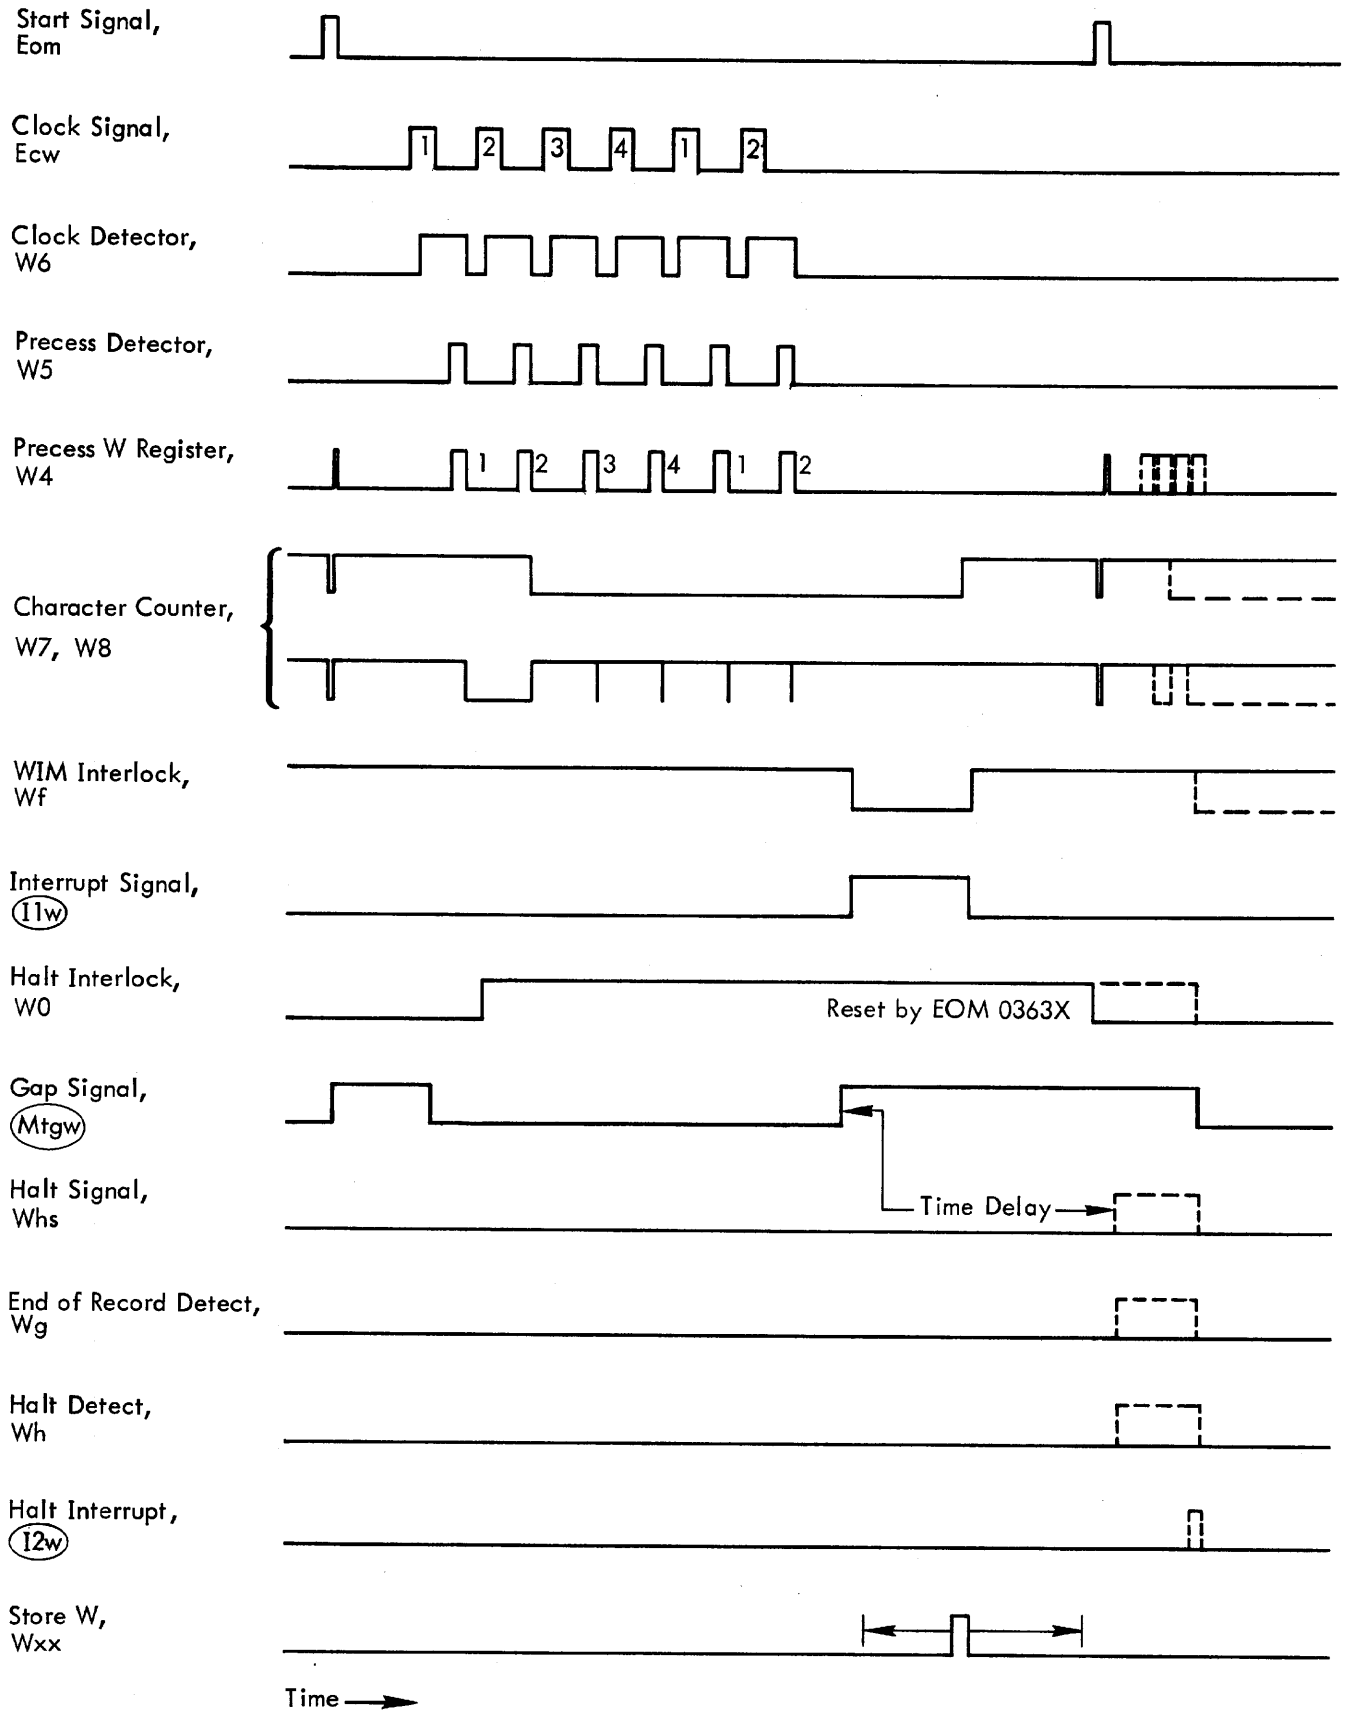 Start Signal,
Eom
Clock Signal,
Ecw
1 2 3 4 1 2
Clock Detector,
W6
Precess Detector,
W5
Precess W Register,
W4
1 2 3 4 1 2
Character Counter,
W7, W8
WIM Interlock,
Wf
Interrupt Signal,
I1w
Halt Interlock,
W0
Reset by EOM 0363X
Gap Signal,
Mtgw
Halt Signal,
Whs
Time Delay
End of Record Detect,
Wg
Halt Detect,
Wh
Halt Interrupt,
I2w
Store W,
Wxx
Time